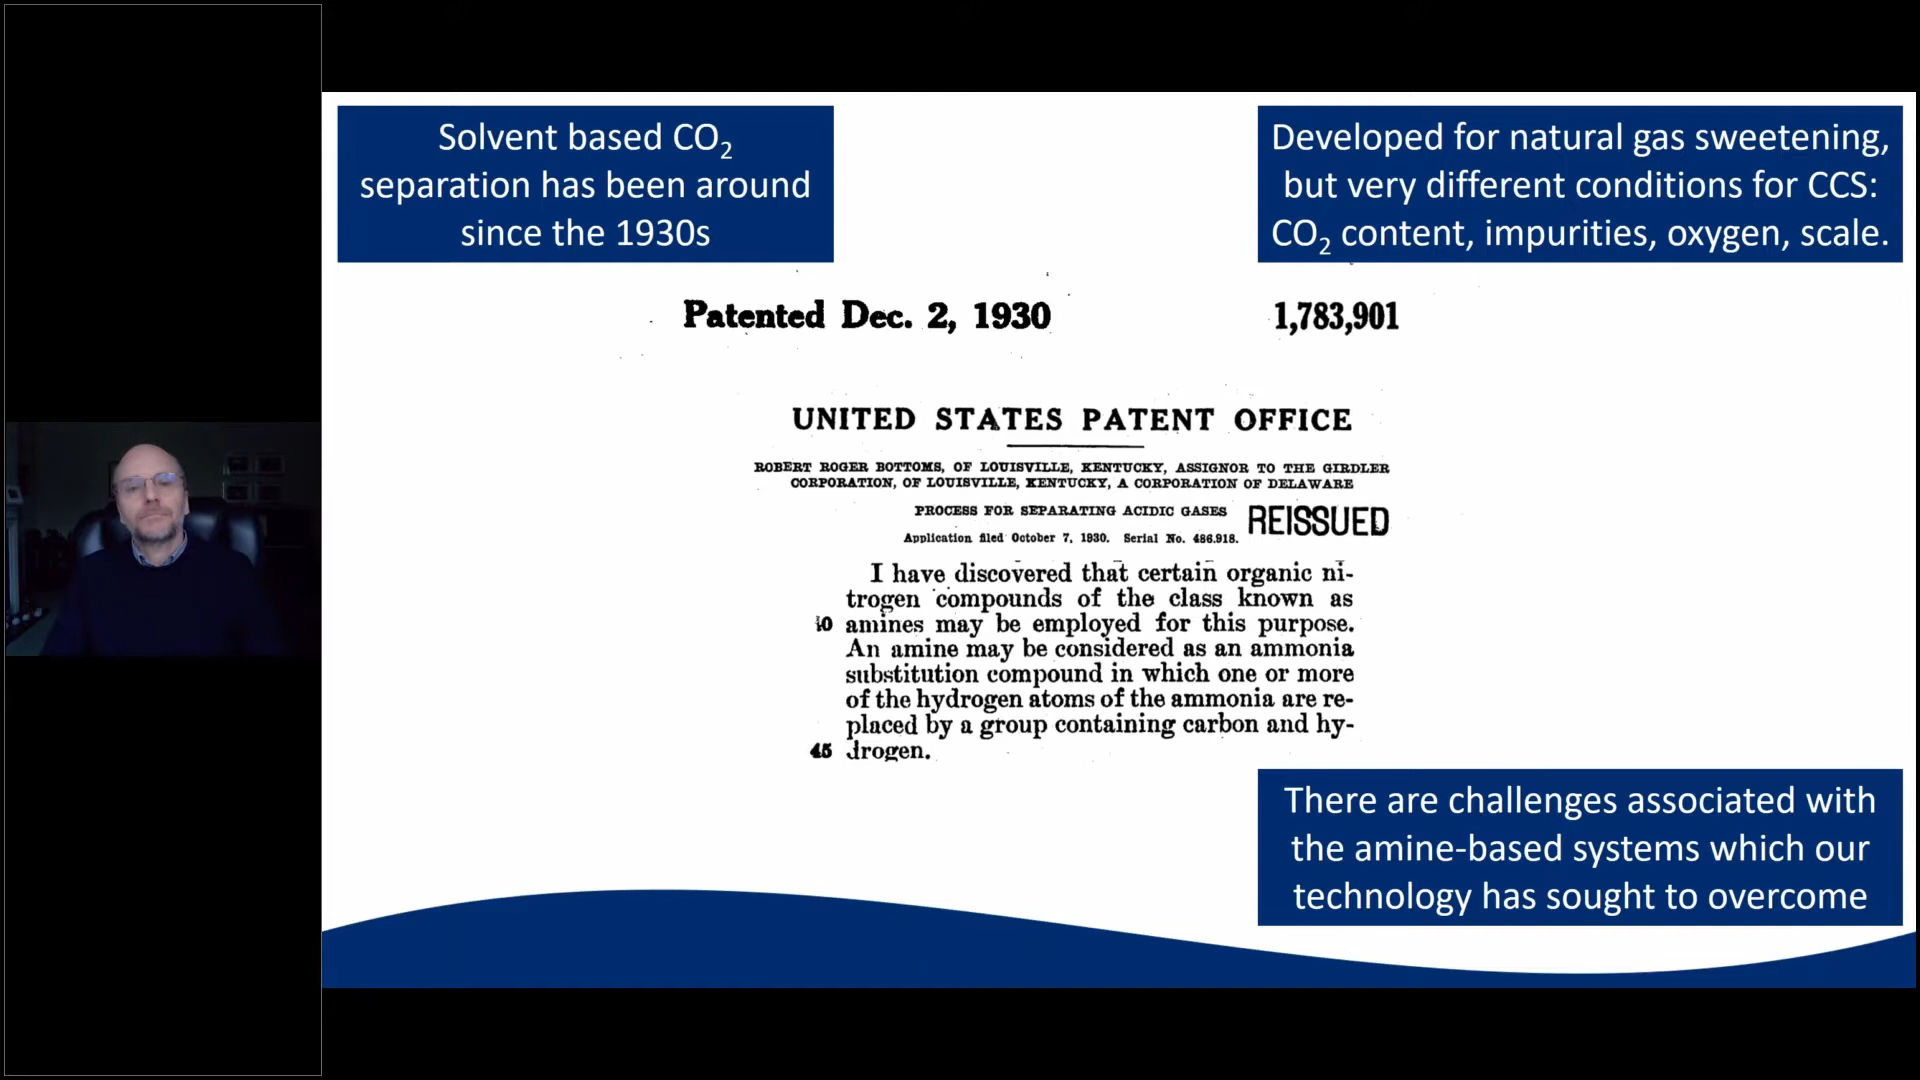 Solvent based CO₂
separation has been around
since the 1930s
Developed for natural gas sweetening,
but very different conditions for CCS:
CO₂ content, impurities, oxygen, scale.
Patented Dec. 2, 1930
1,783,901
UNITED STATES PATENT OFFICE
ROBERT ROGER BOTTOMS, OF LOUISVILLE, KENTUCKY, ASSIGNOR TO THE GIRDLER
CORPORATION, OF LOUISVILLE, KENTUCKY, A CORPORATION OF DELAWARE
PROCESS FOR SEPARATING ACIDIC GASES
REISSUED
Application filed October 7, 1930. Serial No. 486.918.
I have discovered that certain organic ni-
trogen compounds of the class known as
amines may be employed for this purpose.
An amine may be considered as an ammonia
substitution compound in which one or more
of the hydrogen atoms of the ammonia are re-
placed by a group containing carbon and hy-
45 drogen.
There are challenges associated with
the amine-based systems which our
technology has sought to overcome